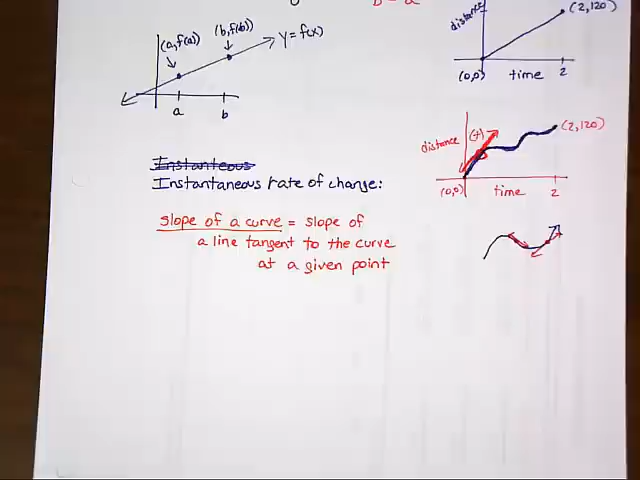 b - a
distance
(2,120)
(0,0)
time
2
(a,f(a))
(b,f(b))
y=f(x)
a
b
distance
(+)
(2,120)
(0,0)
time
2
Instanteous
Instantaneous rate of change:
slope of a curve = slope of
a line tangent to the curve
at a given point